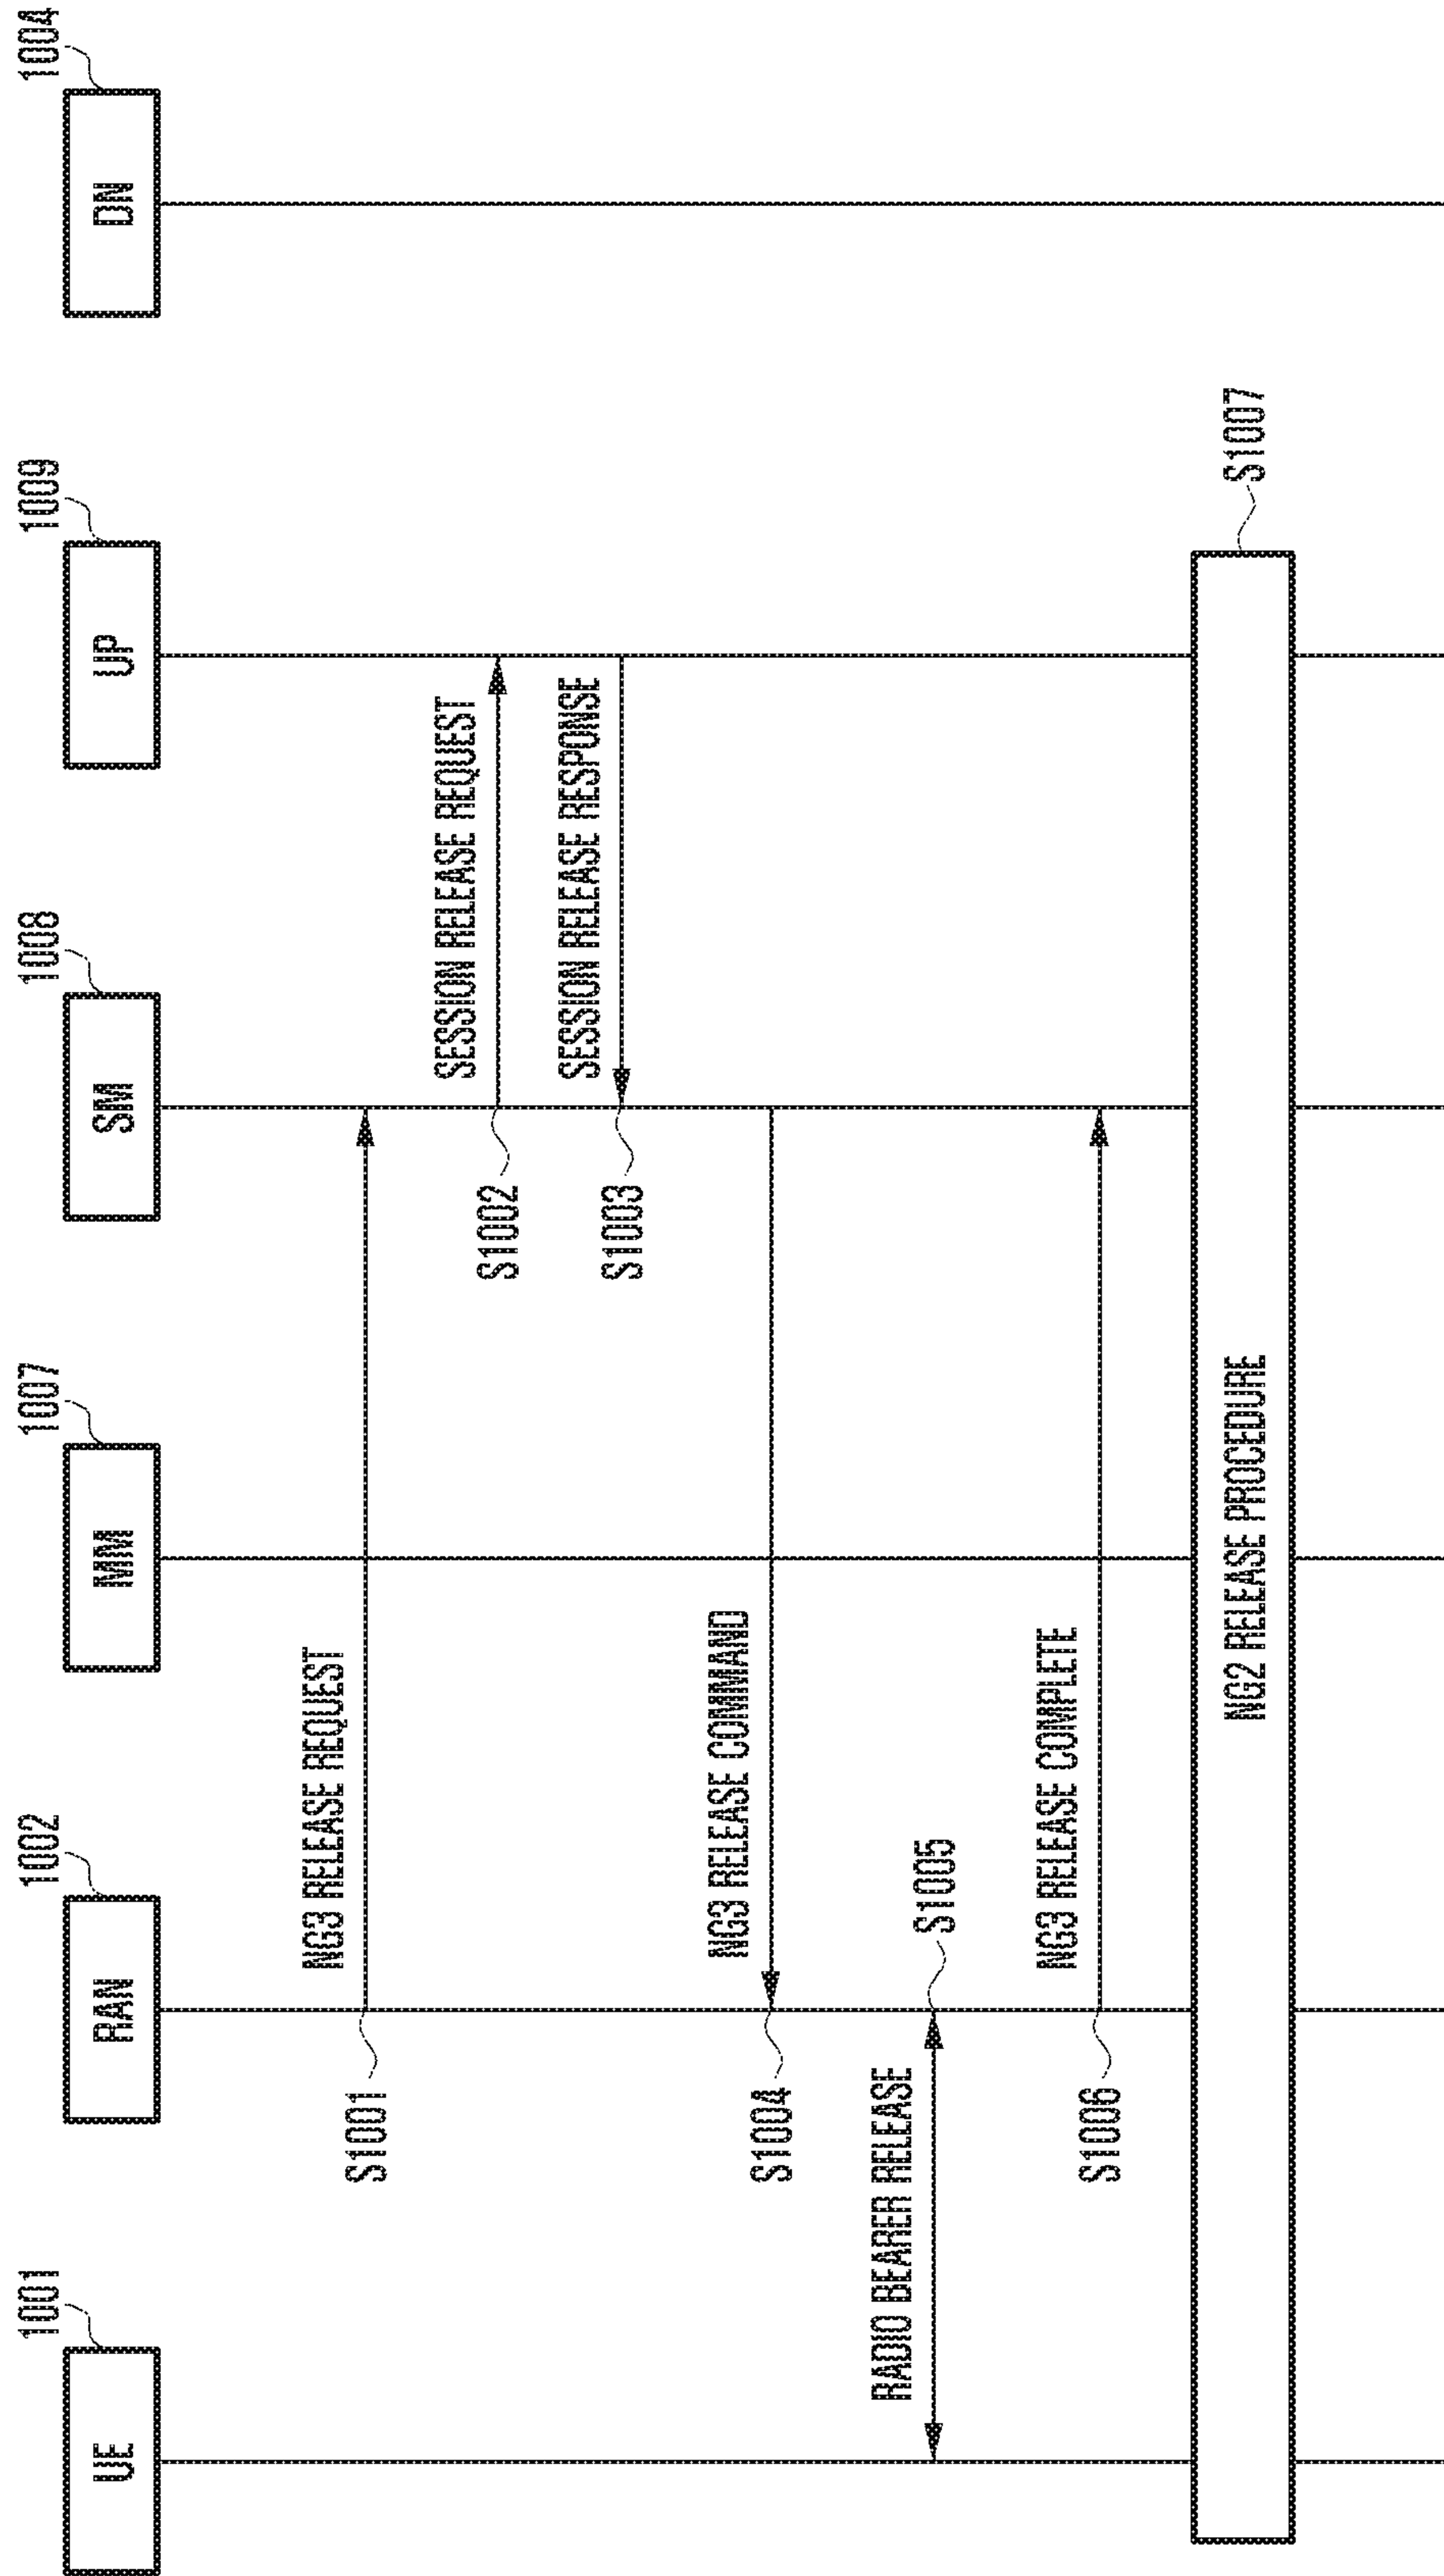 1001
1002
1007
1008
1009
1004
UE
RAN
MM
SM
UP
DN
NG3 RELEASE REQUEST
S1001
SESSION RELEASE REQUEST
S1002
SESSION RELEASE RESPONSE
S1003
NG3 RELEASE COMMAND
S1004
RADIO BEARER RELEASE
S1005
NG3 RELEASE COMPLETE
S1006
NG2 RELEASE PROCEDURE
S1007